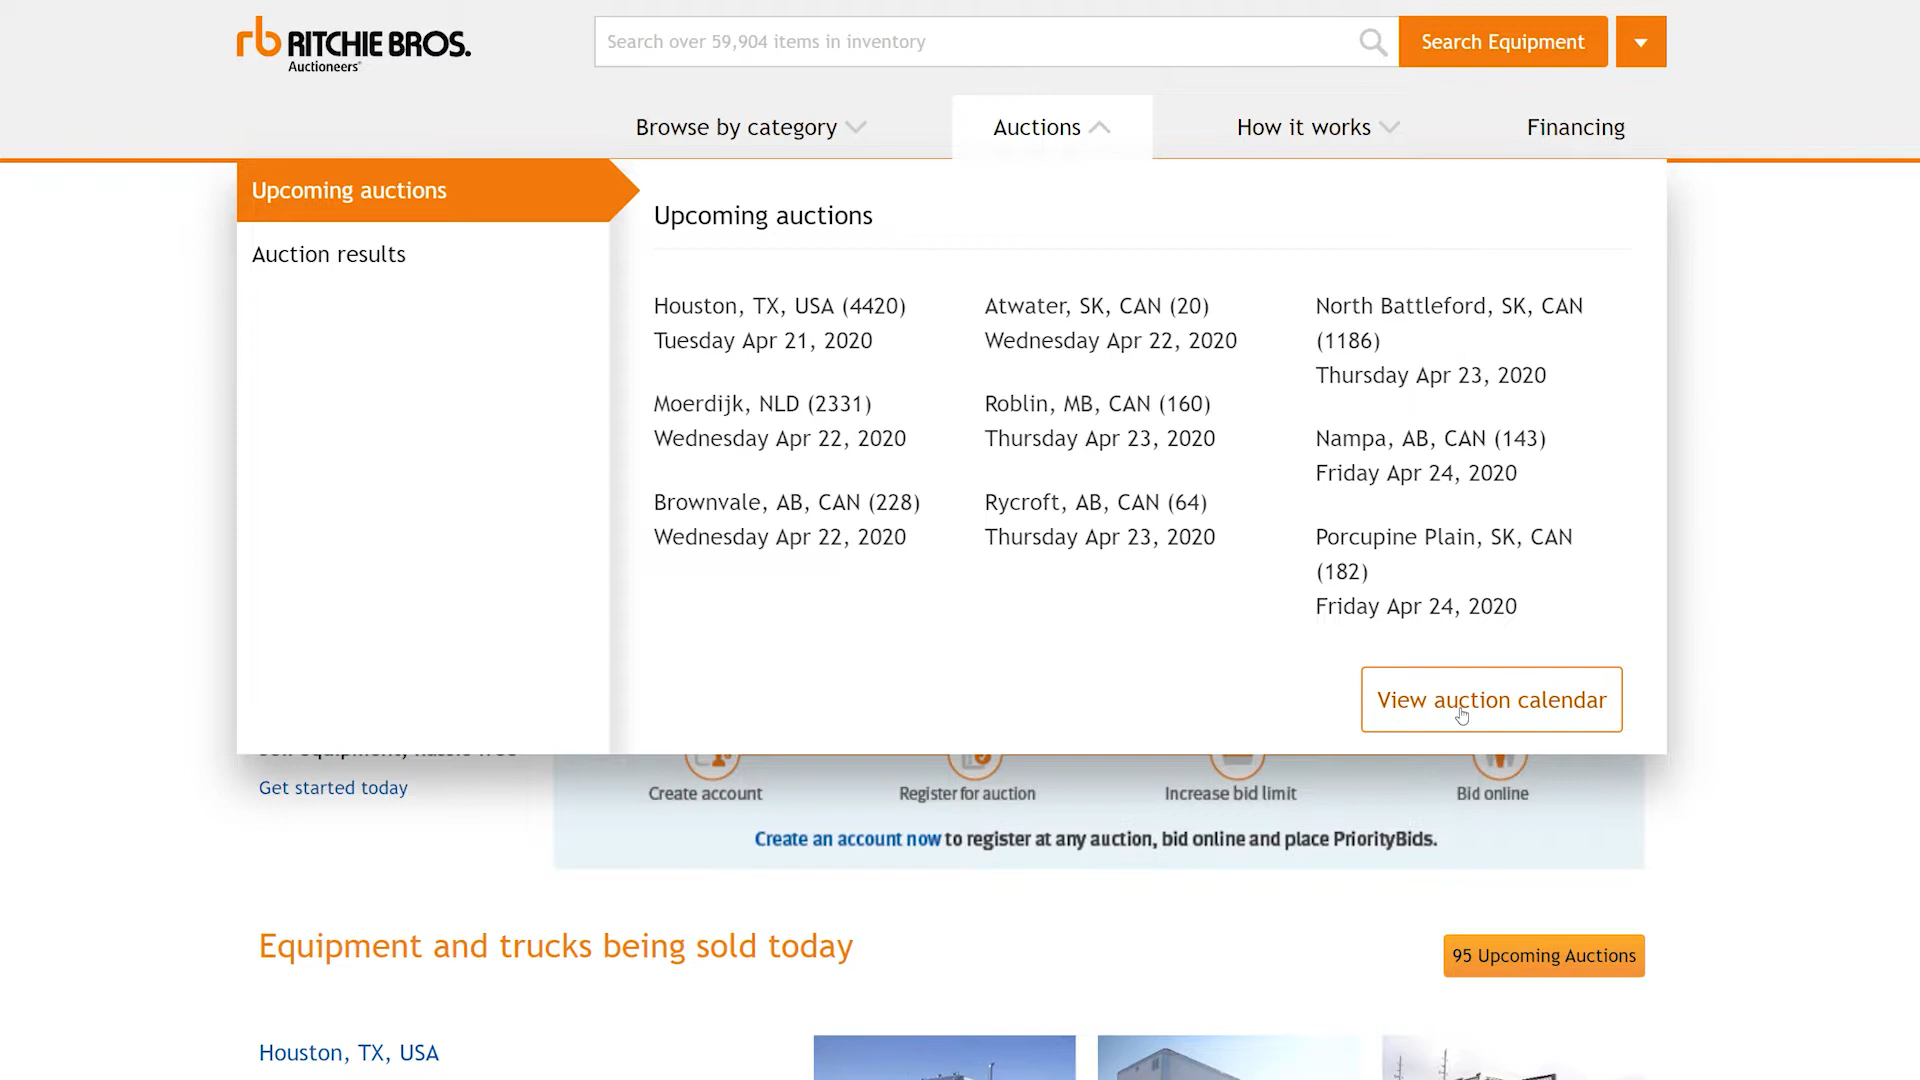 rb RITCHIE BROS.
Auctioneers®
Search over 59,904 items in inventory
Search Equipment
Browse by category
Auctions
How it works
Financing
Upcoming auctions
Auction results
Upcoming auctions
Houston, TX, USA (4420)
Tuesday Apr 21, 2020
Moerdijk, NLD (2331)
Wednesday Apr 22, 2020
Brownvale, AB, CAN (228)
Wednesday Apr 22, 2020
Atwater, SK, CAN (20)
Wednesday Apr 22, 2020
Roblin, MB, CAN (160)
Thursday Apr 23, 2020
Rycroft, AB, CAN (64)
Thursday Apr 23, 2020
North Battleford, SK, CAN
(1186)
Thursday Apr 23, 2020
Nampa, AB, CAN (143)
Friday Apr 24, 2020
Porcupine Plain, SK, CAN
(182)
Friday Apr 24, 2020
View auction calendar
Get started today
Create account
Register for auction
Increase bid limit
Bid online
Create an account now to register at any auction, bid online and place PriorityBids.
Equipment and trucks being sold today
95 Upcoming Auctions
Houston, TX, USA